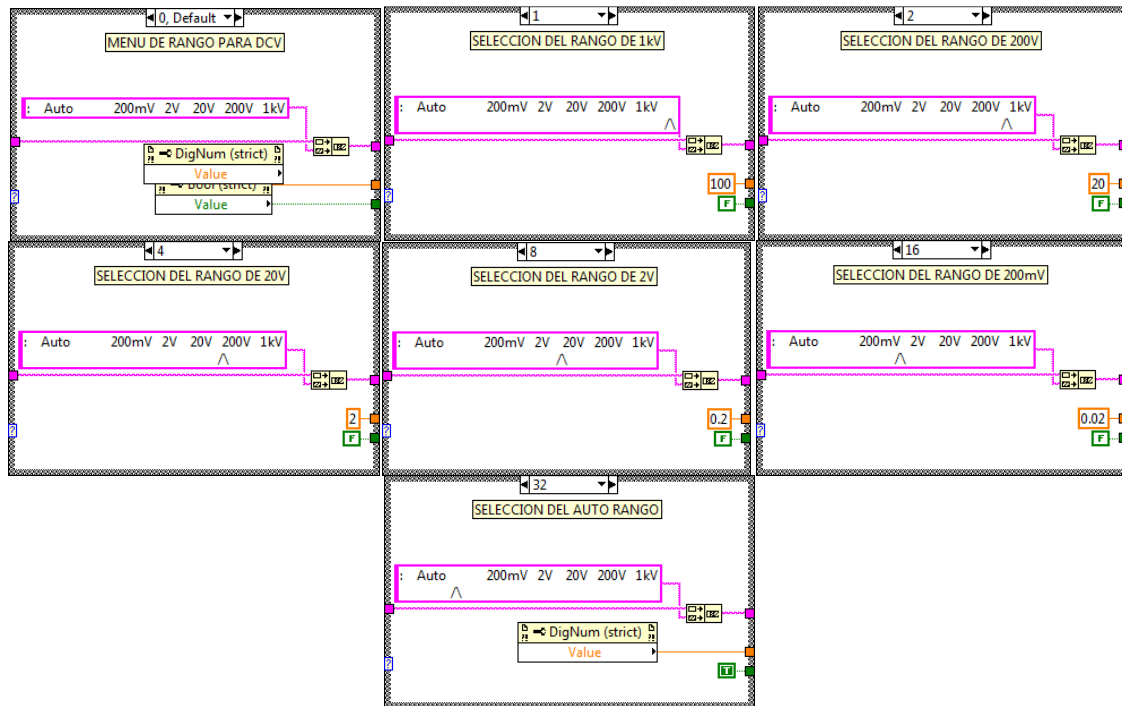 0, Default
MENU DE RANGO PARA DCV
: Auto 200mV 2V 20V 200V 1kV
DigNum (strict)
Value
Bool (strict)
Value
?
1
SELECCION DEL RANGO DE 1kV
: Auto 200mV 2V 20V 200V 1kV
/\
100
F
?
2
SELECCION DEL RANGO DE 200V
: Auto 200mV 2V 20V 200V 1kV
/\
20
F
?
4
SELECCION DEL RANGO DE 20V
: Auto 200mV 2V 20V 200V 1kV
/\
2
F
?
8
SELECCION DEL RANGO DE 2V
: Auto 200mV 2V 20V 200V 1kV
/\
0.2
F
?
16
SELECCION DEL RANGO DE 200mV
: Auto 200mV 2V 20V 200V 1kV
/\
0.02
F
?
32
SELECCION DEL AUTO RANGO
: Auto 200mV 2V 20V 200V 1kV
/\
DigNum (strict)
Value
T
?